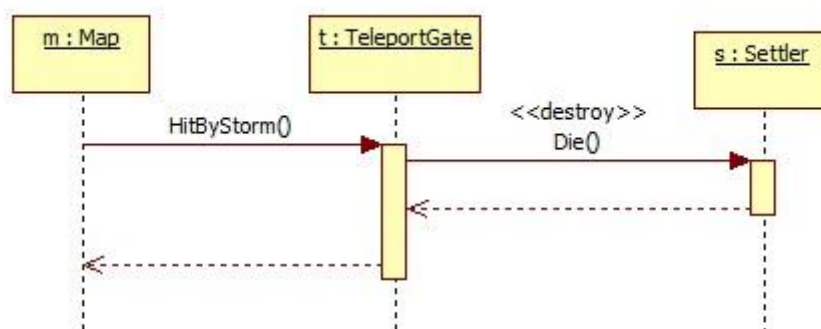 m : Map
t : TeleportGate
s : Settler
HitByStorm()
<<destroy>>
Die()